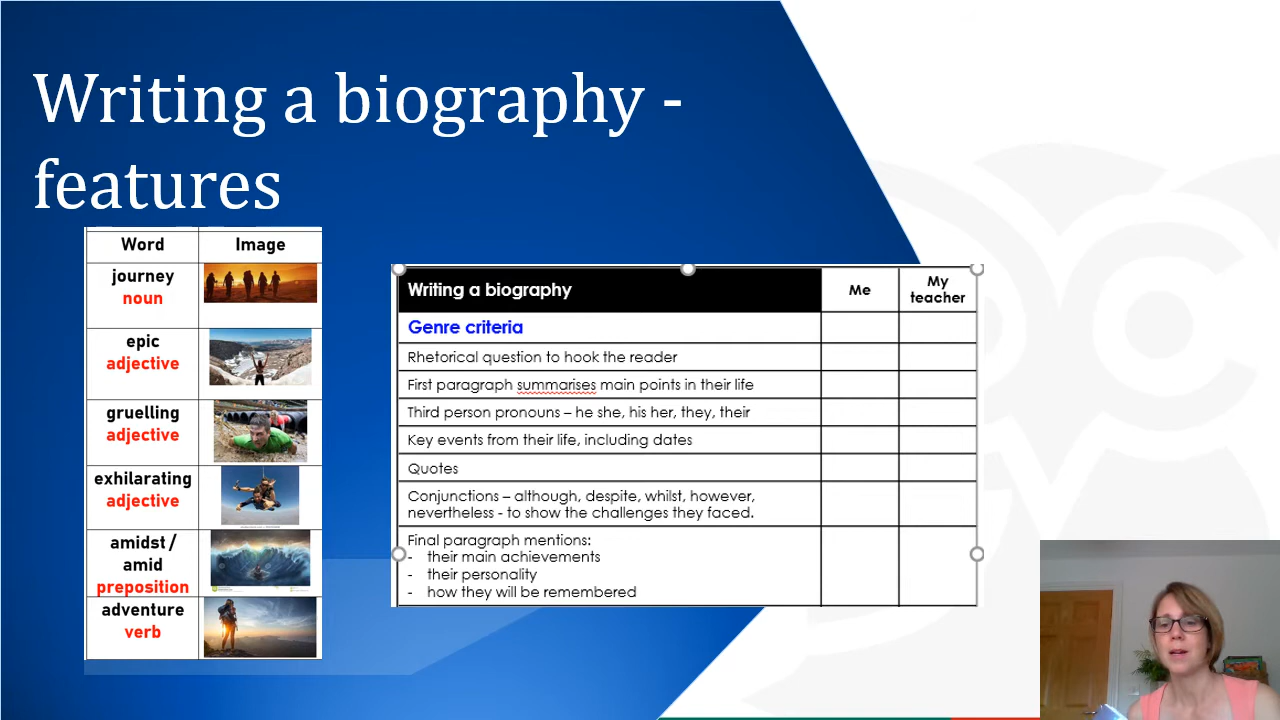 Writing a biography -
features
Word Image
journey
noun
epic
adjective
gruelling
adjective
exhilarating
adjective
amidst /
amid
preposition
adventure
verb
Writing a biography Me My teacher
Genre criteria
Rhetorical question to hook the reader
First paragraph summarises main points in their life
Third person pronouns – he she, his her, they, their
Key events from their life, including dates
Quotes
Conjunctions – although, despite, whilst, however,
nevertheless - to show the challenges they faced.
Final paragraph mentions:
- their main achievements
- their personality
- how they will be remembered